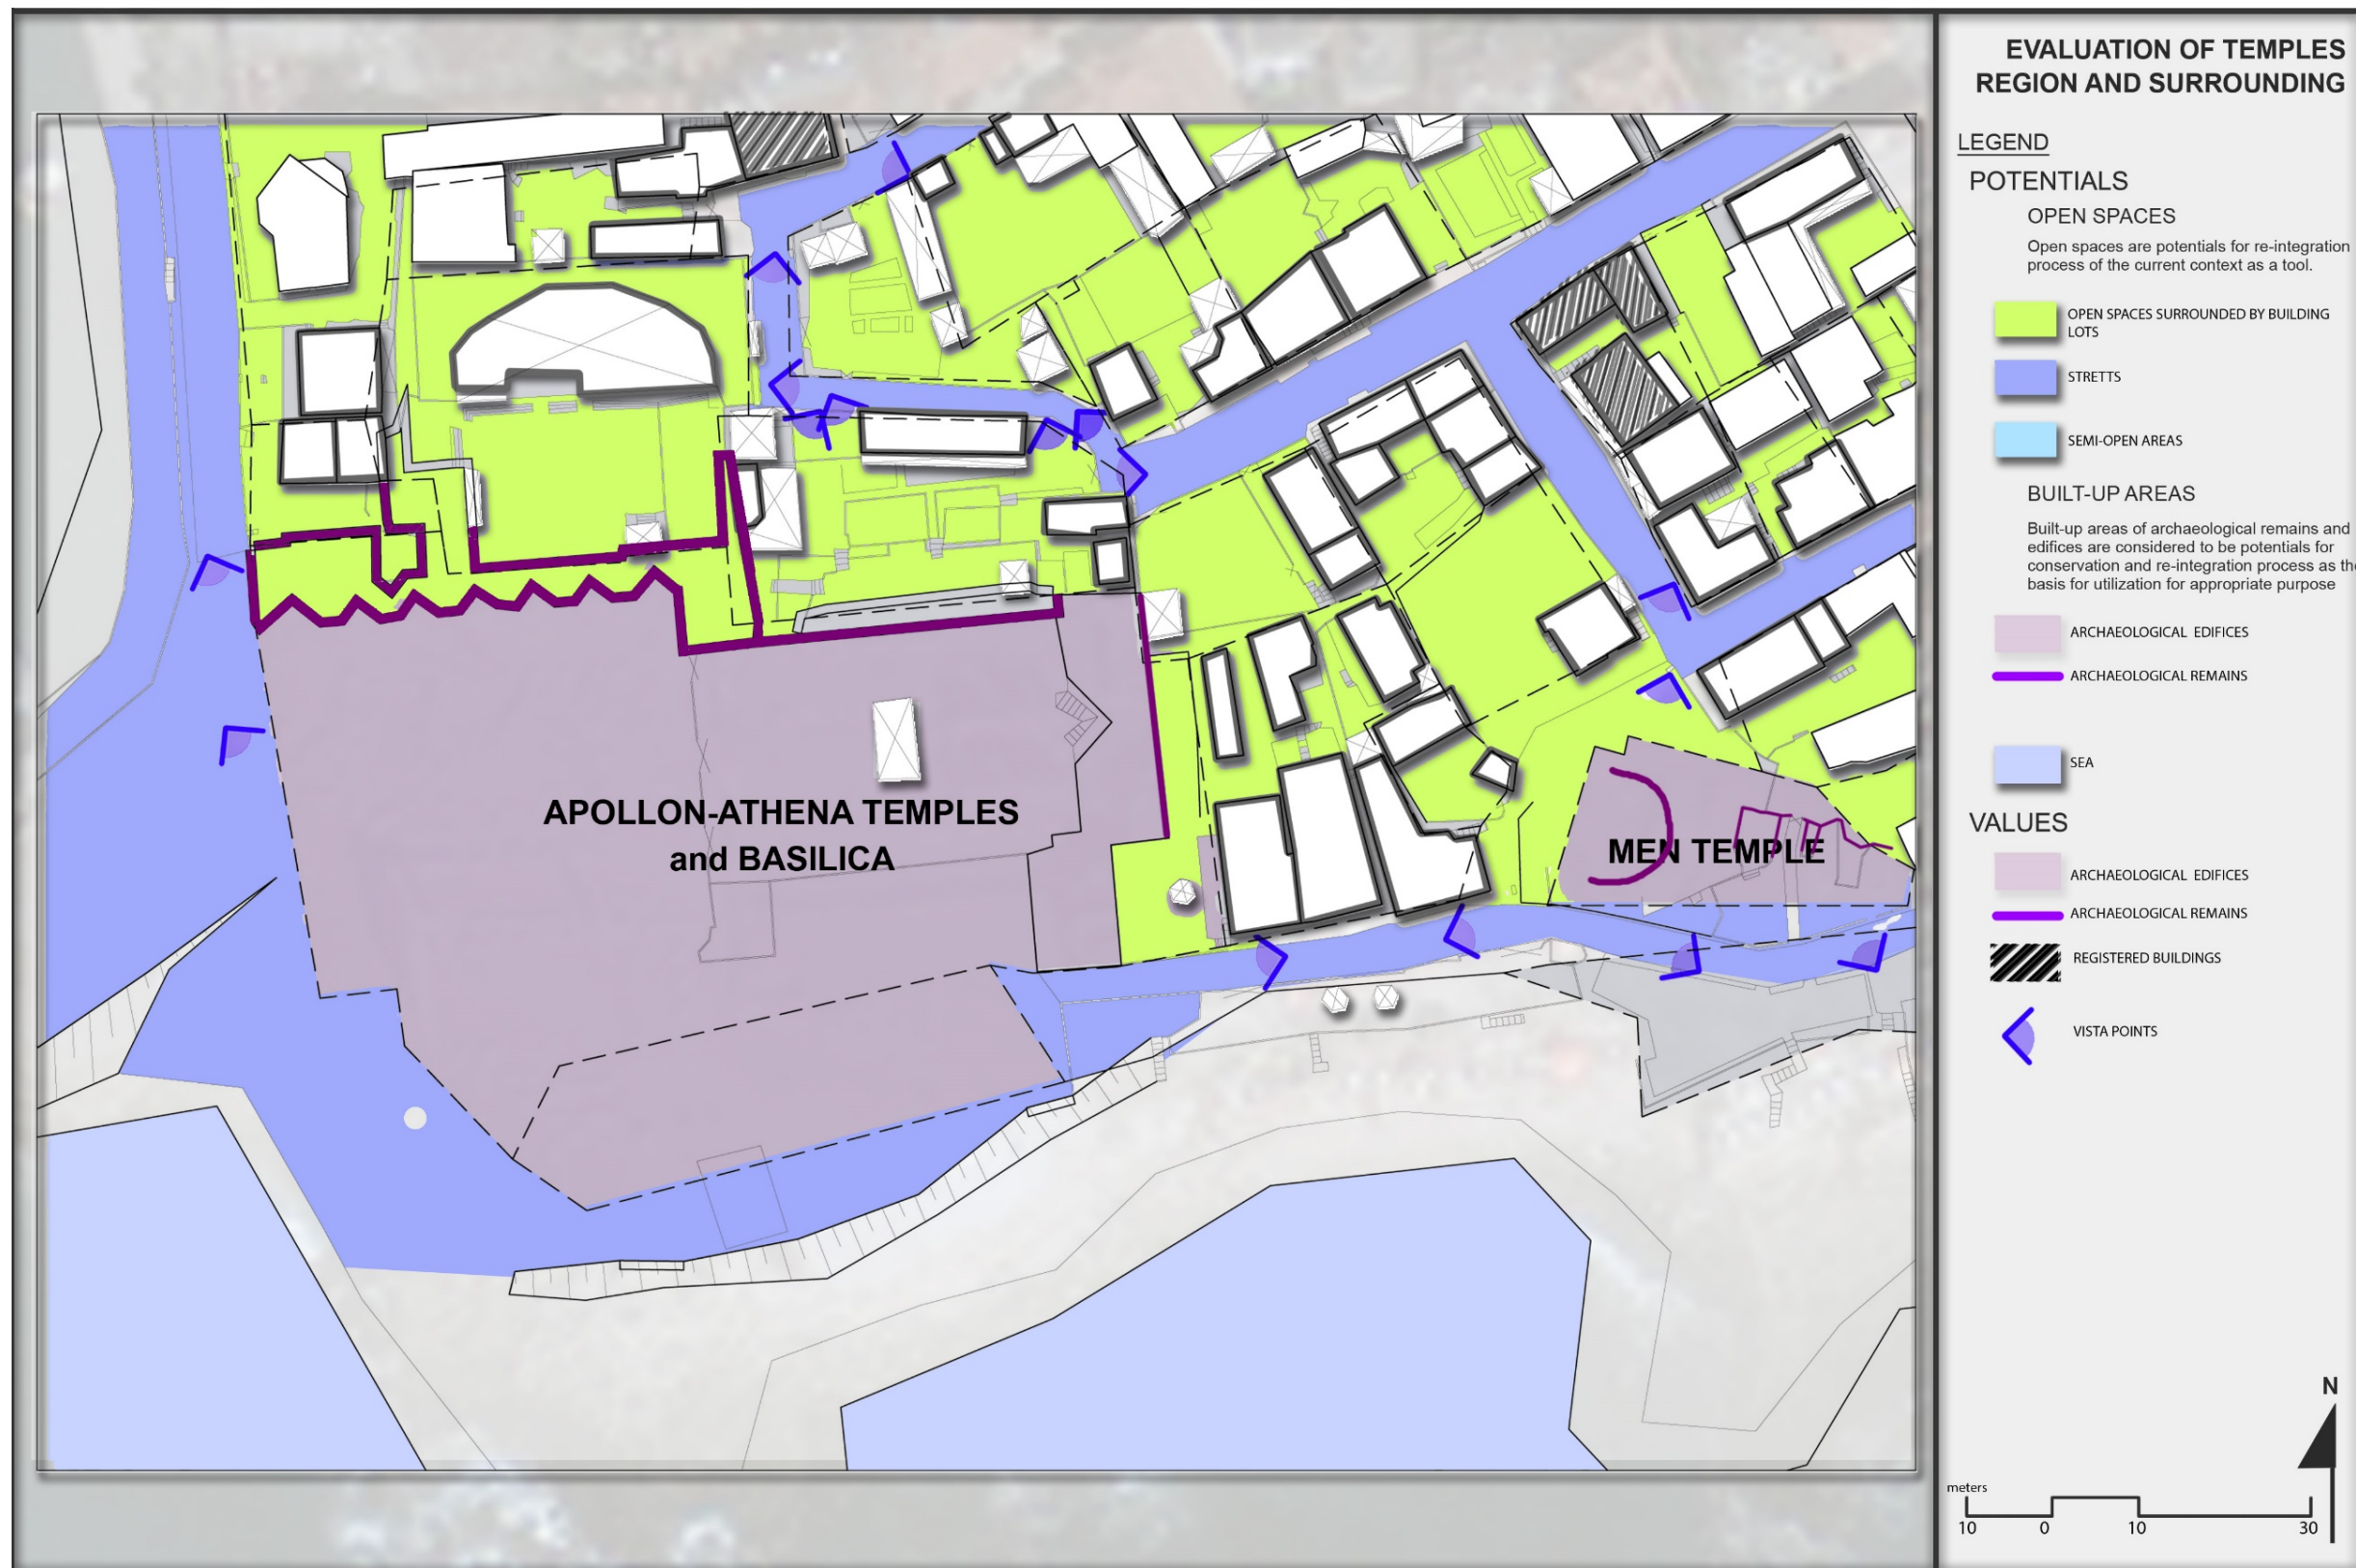 EVALUATION OF TEMPLES
REGION AND SURROUNDING
LEGEND
POTENTIALS
OPEN SPACES
Open spaces are potentials for re-integration
process of the current context as a tool.
OPEN SPACES SURROUNDED BY BUILDING
LOTS
STRETTS
SEMI-OPEN AREAS
BUILT-UP AREAS
Built-up areas of archaeological remains and
edifices are considered to be potentials for
conservation and re-integration process as
basis for utilization for appropriate purpose
ARCHAEOLOGICAL EDIFICES
ARCHAEOLOGICAL REMAINS
SEA
VALUES
ARCHAEOLOGICAL EDIFICES
ARCHAEOLOGICAL REMAINS
REGISTERED BUILDINGS
VISTA POINTS
N
meters
10 0 10 30
APOLLON-ATHENA TEMPLES
and BASILICA
MEN TEMPLE